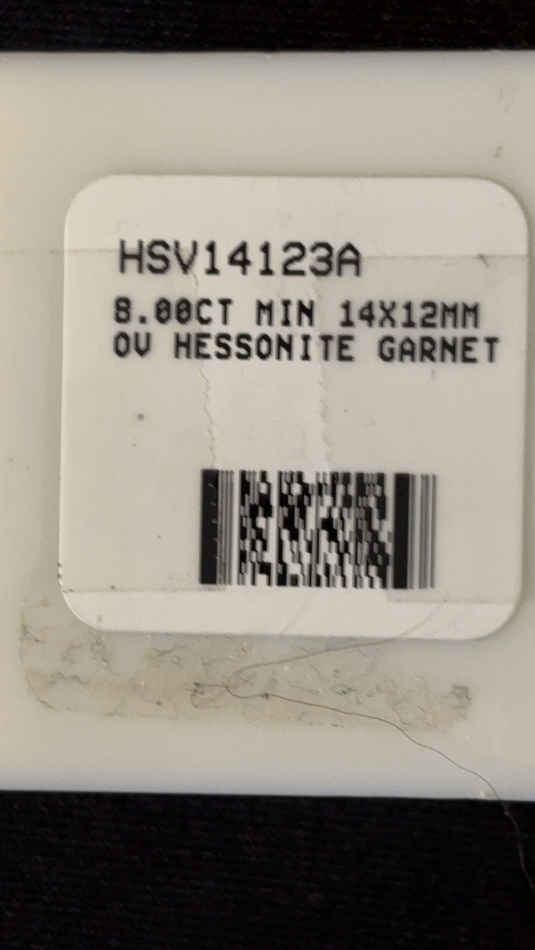 HSV14123A
8.00CT MIN 14X12MM
OV HESSONITE GARNET